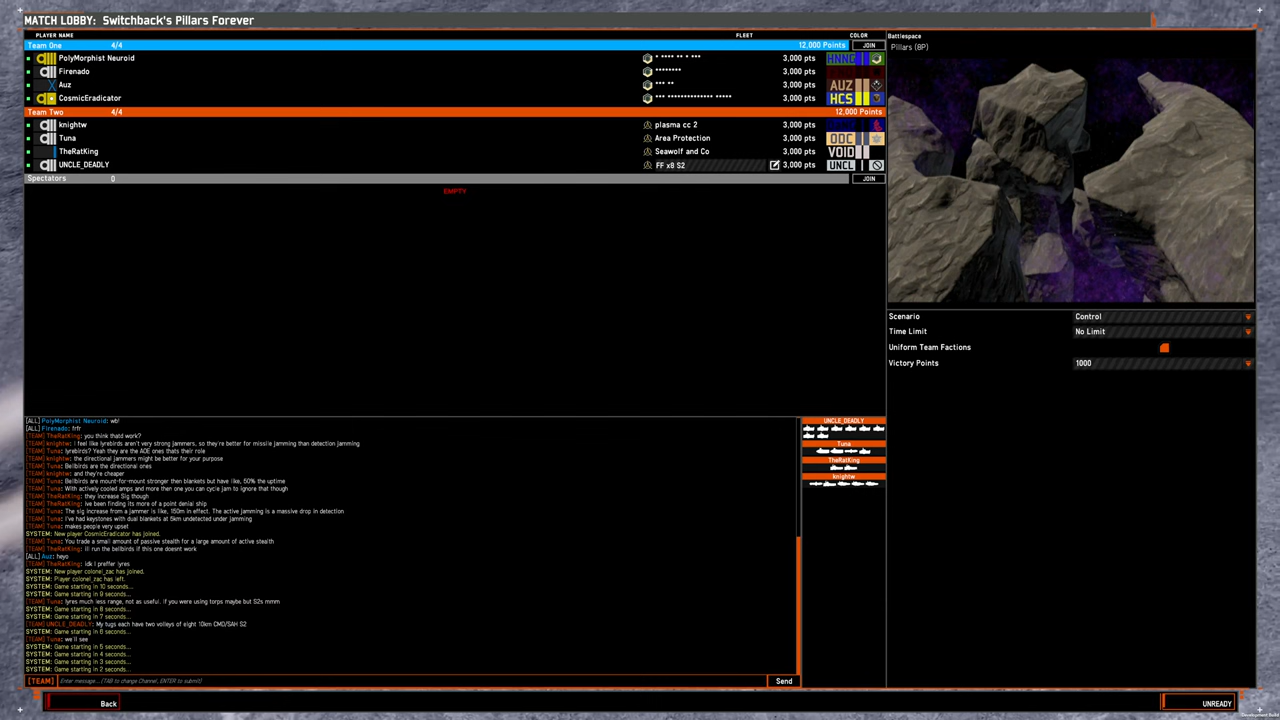 MATCH LOBBY: Switchback's Pillars Forever
PLAYER NAME FLEET COLOR
Team One 4/4 12,000 Points JOIN
PolyMorphist Neuroid * **** ** * *** 3,000 pts HNNC
Firenado ******** 3,000 pts
Auz *** ** 3,000 pts AUZ
CosmicEradicator *** ************** ***** 3,000 pts HCS
Team Two 4/4 12,000 Points
knightw plasma cc 2 3,000 pts
Tuna Area Protection 3,000 pts ODC
TheRatKing Seawolf and Co 3,000 pts VOID
UNCLE_DEADLY FF x8 S2 3,000 pts UNCL
Spectators 0 JOIN
EMPTY
[ALL] PolyMorphist Neuroid: wb!
[ALL] Firenado: frfr
[TEAM] TheRatKing: you think thatd work?
[TEAM] knightw: I feel like lyrebirds aren't very strong jammers, so they're better for missile jamming than detection jamming
[TEAM] Tuna: lyrebirds? Yeah they are the AOE ones thats their role
[TEAM] knightw: the directional jammers might be better for your purpose
[TEAM] Tuna: Bellbirds are the directional ones
[TEAM] knightw: and they're cheaper
[TEAM] Tuna: Bellbirds are mount-for-mount stronger then blankets but have like, 50% the uptime
[TEAM] Tuna: With actively cooled amps and more then one you can cycle jam to ignore that though
[TEAM] TheRatKing: they increase Sig though
[TEAM] TheRatKing: ive been finding its more of a point denial ship
[TEAM] Tuna: The sig increase from a jammer is like, 150m in effect. The active jamming is a massive drop in detection
[TEAM] Tuna: I've had keystones with dual blankets at 5km undetected under jamming
[TEAM] Tuna: makes people very upset
SYSTEM: New player CosmicEradicator has joined.
[TEAM] Tuna: You trade a small amount of passive stealth for a large amount of active stealth
[TEAM] TheRatKing: ill run the bellbirds if this one doesnt work
[ALL] Auz: heyo
[TEAM] TheRatKing: idk I preffer lyres
SYSTEM: New player colonel_zac has joined.
SYSTEM: Player colonel_zac has left.
SYSTEM: Game starting in 10 seconds...
SYSTEM: Game starting in 9 seconds...
[TEAM] Tuna: lyres much less range, not as useful. if you were using torps maybe but S2s mmm
SYSTEM: Game starting in 8 seconds...
SYSTEM: Game starting in 7 seconds...
[TEAM] UNCLE_DEADLY: My tugs each have two volleys of eight 10km CMD/SAH S2
SYSTEM: Game starting in 6 seconds...
[TEAM] Tuna: we'll see
SYSTEM: Game starting in 5 seconds...
SYSTEM: Game starting in 4 seconds...
SYSTEM: Game starting in 3 seconds...
SYSTEM: Game starting in 2 seconds...
[TEAM] Enter message... (TAB to change Channel, ENTER to submit) Send
UNCLE_DEADLY
Tuna
TheRatKing
knightw
Battlespace
Pillars (8P)
Scenario Control
Time Limit No Limit
Uniform Team Factions
Victory Points 1000
Back
UNREADY
Development Build